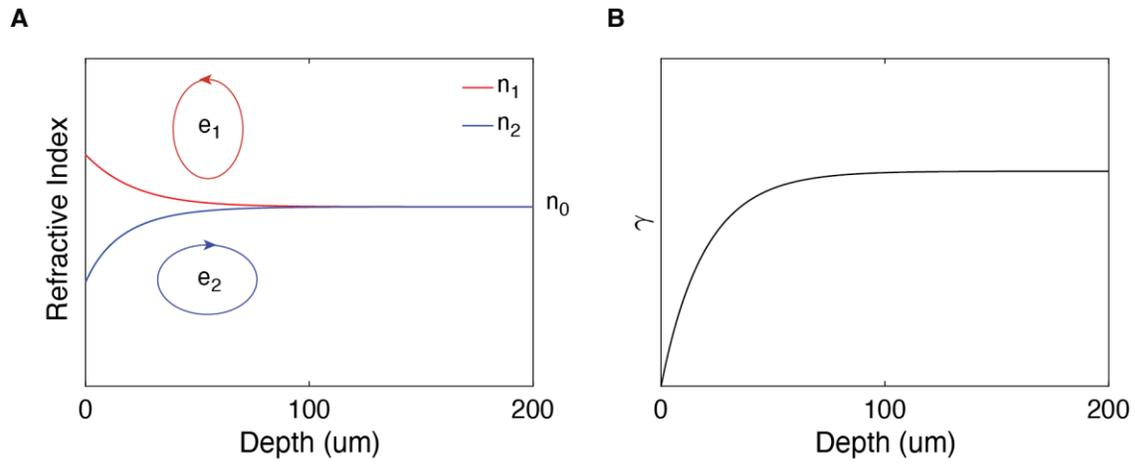 A
Refractive Index
e₁
e₂
n₁
n₂
n₀
0
100
200
Depth (um)
B
γ
0
100
200
Depth (um)